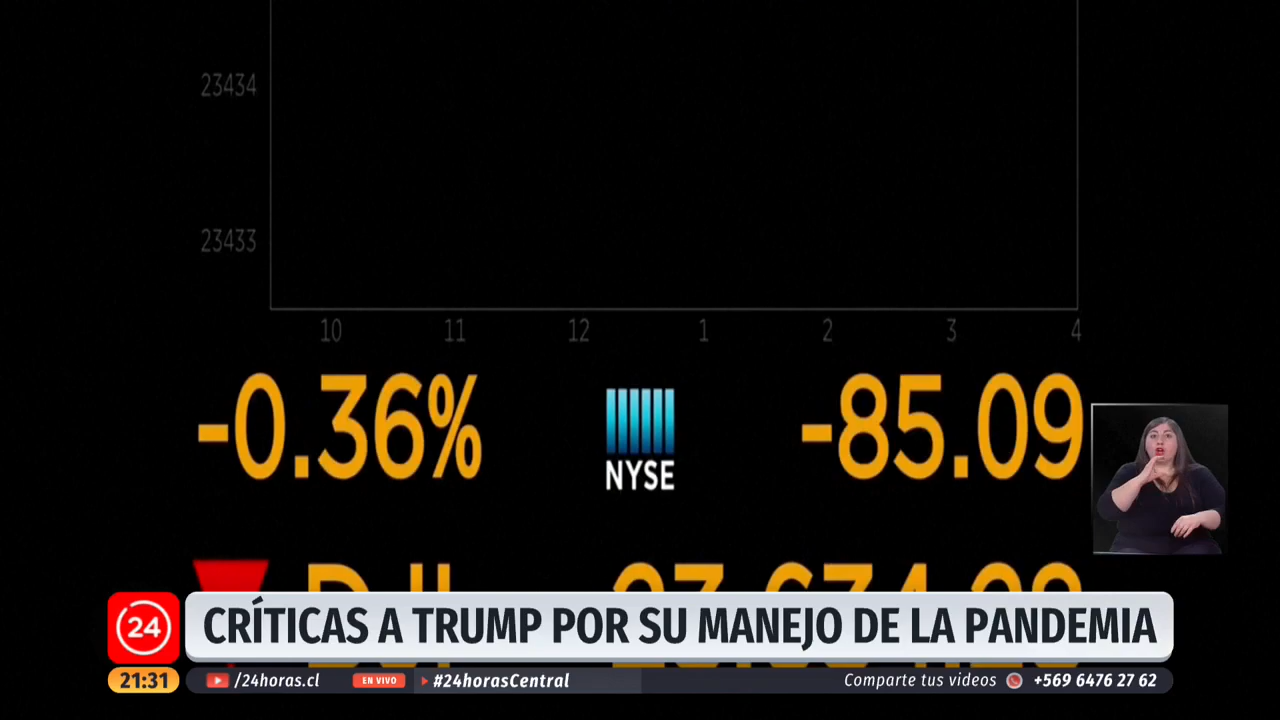 23434
23433
10 11 12 1 2 3 4
-0.36% NYSE -85.09
24 CRÍTICAS A TRUMP POR SU MANEJO DE LA PANDEMIA
21:31 /24horas.cl EN VIVO #24horasCentral Comparte tus videos +569 6476 27 62